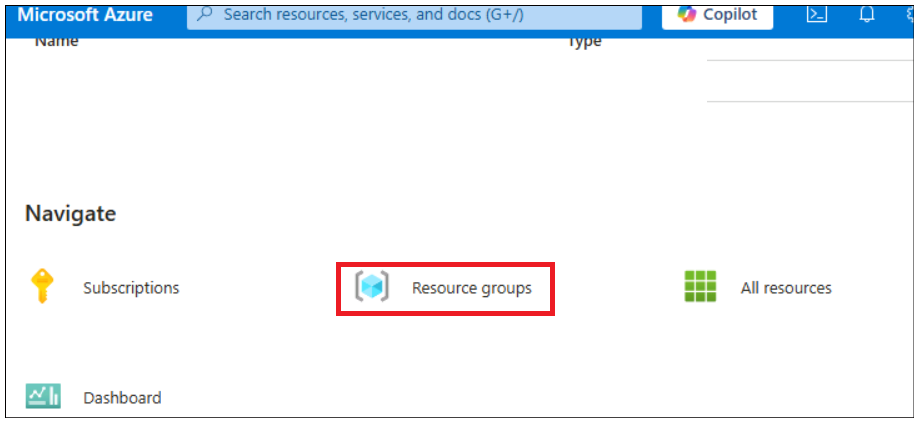 Microsoft Azure Search resources, services, and docs (G+/) Copilot
Name Type
Navigate
Subscriptions Resource groups All resources
Dashboard